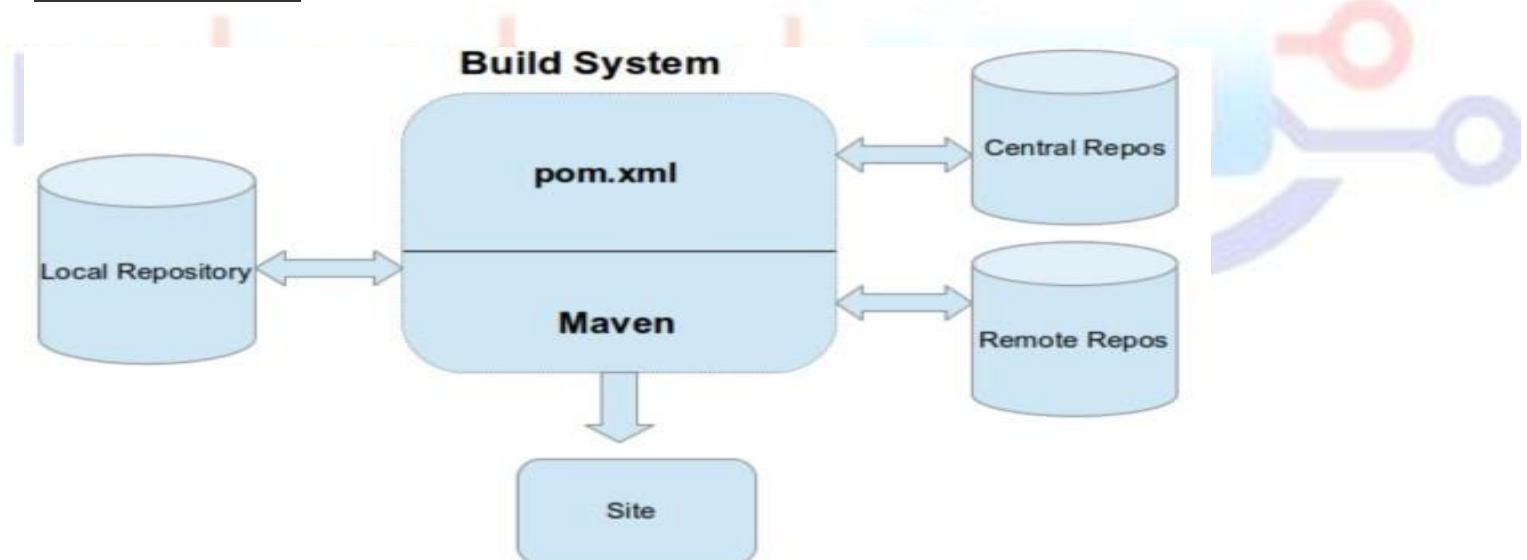 Build System
pom.xml
Central Repos
Local Repository
Maven
Remote Repos
Site